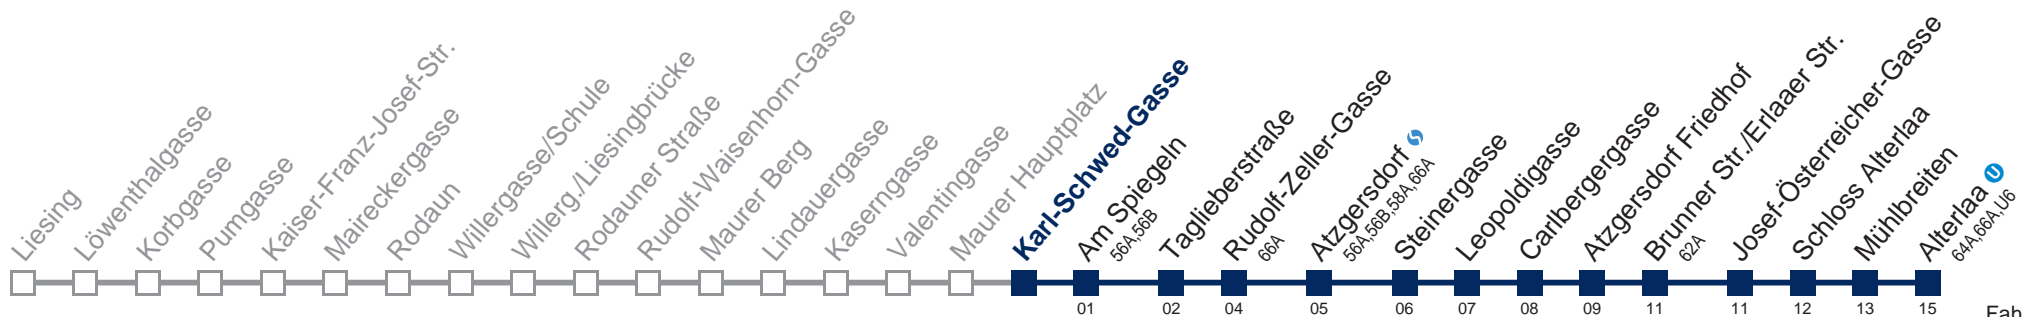 Liesing
Löwenthalgasse
Korbgasse
Pumgasse
Kaiser-Franz-Josef-Str.
Maireckergasse
Rodaun
Willergasse/Schule
Willerg./Liesingbrücke
Rodauner Straße
Rudolf-Waisenhorn-Gasse
Maurer Berg
Lindauergasse
Kaserngasse
Valentingasse
Maurer Hauptplatz
Karl-Schwed-Gasse
Am Spiegeln
56A,56B
Taglieberstraße
Rudolf-Zeller-Gasse
66A
Atzgersdorf S
56A,56B,58A,66A
Steinergasse
Leopoldigasse
Carlbergergasse
Atzgersdorf Friedhof
Brunner Str./Erlaaer Str.
62A
Josef-Österreicher-Gasse
Schloss Alterlaa
Mühlbreiten
Alterlaa U
64A,66A,U6
01 02 04 05 06 07 08 09 11 11 12 13 15
Fah